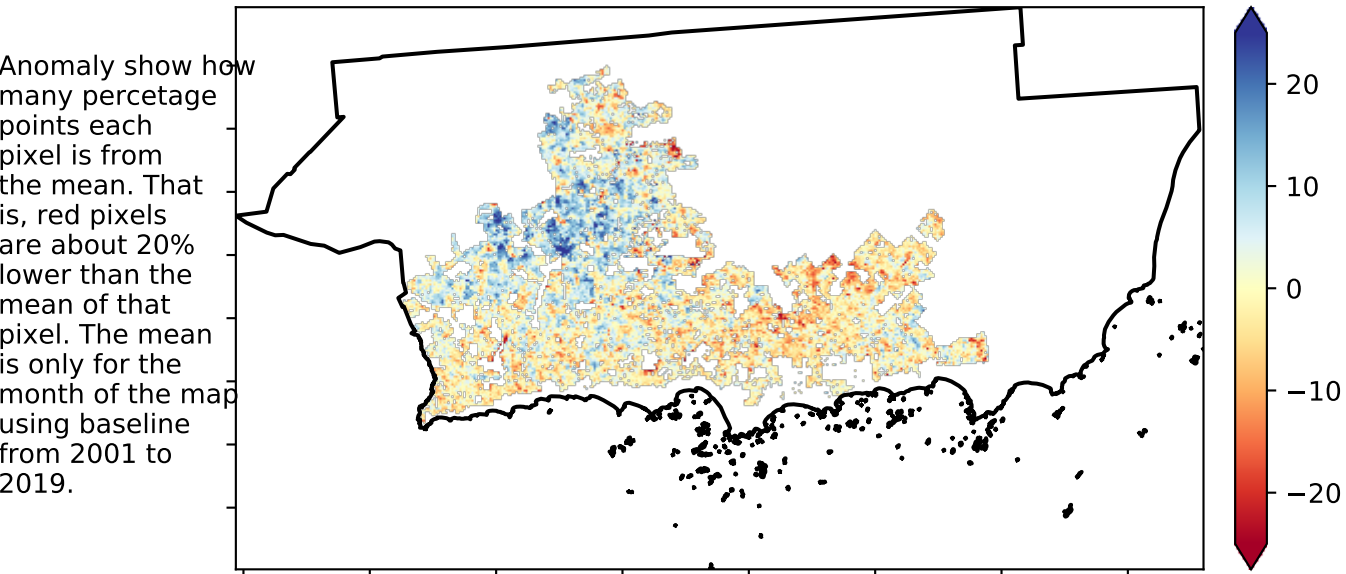 Anomaly show how
many percetage
points each
pixel is from
the mean. That
is, red pixels
are about 20%
lower than the
mean of that
pixel. The mean
is only for the
month of the map
using baseline
from 2001 to
2019.
20
10
0
−10
−20